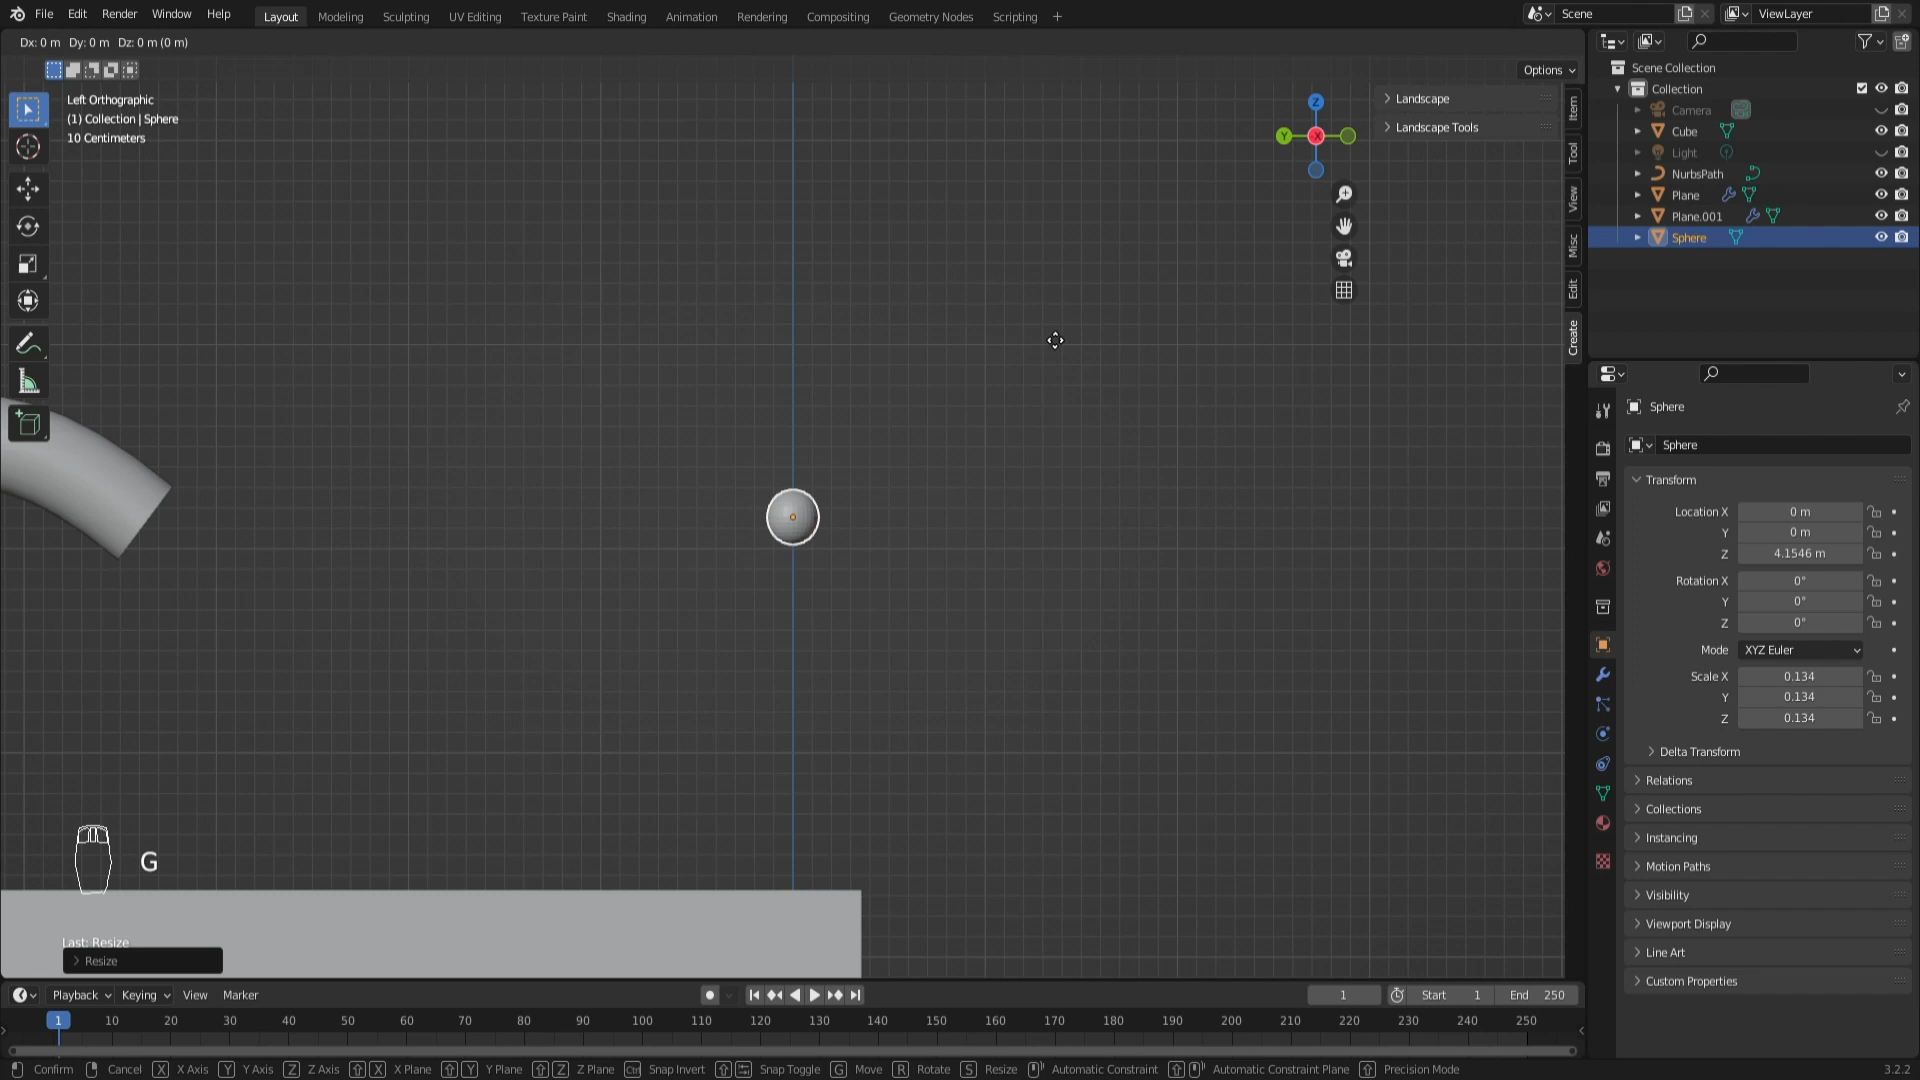 File Edit Render Window Help Layout Modeling Sculpting UV Editing Texture Paint Shading Animation Rendering Compositing Geometry Nodes Scripting + Scene ViewLayer
Dx: 0 m Dy: 0 m Dz: 0 m (0 m)
Options
Left Orthographic
(1) Collection | Sphere
10 Centimeters
Landscape
Landscape Tools
Z
Y
X
Item
Tool
View
Misc
Edit
Create
Scene Collection
Collection
Camera
Cube
Light
NurbsPath
Plane
Plane.001
Sphere
Sphere
Sphere
Transform
Location X 0 m
Y 0 m
Z 4.1546 m
Rotation X 0°
Y 0°
Z 0°
Mode XYZ Euler
Scale X 0.134
Y 0.134
Z 0.134
Delta Transform
Relations
Collections
Instancing
Motion Paths
Visibility
Viewport Display
Line Art
Custom Properties
G
Last: Resize
Resize
Playback Keying View Marker 1 Start 1 End 250
1 10 20 30 40 50 60 70 80 90 100 110 120 130 140 150 160 170 180 190 200 210 220 230 240 250
Confirm Cancel X X Axis Y Y Axis Z Z Axis X X Plane Y Y Plane Z Z Plane Ctrl Snap Invert Snap Toggle G Move R Rotate S Resize Automatic Constraint Automatic Constraint Plane Precision Mode 3.2.2